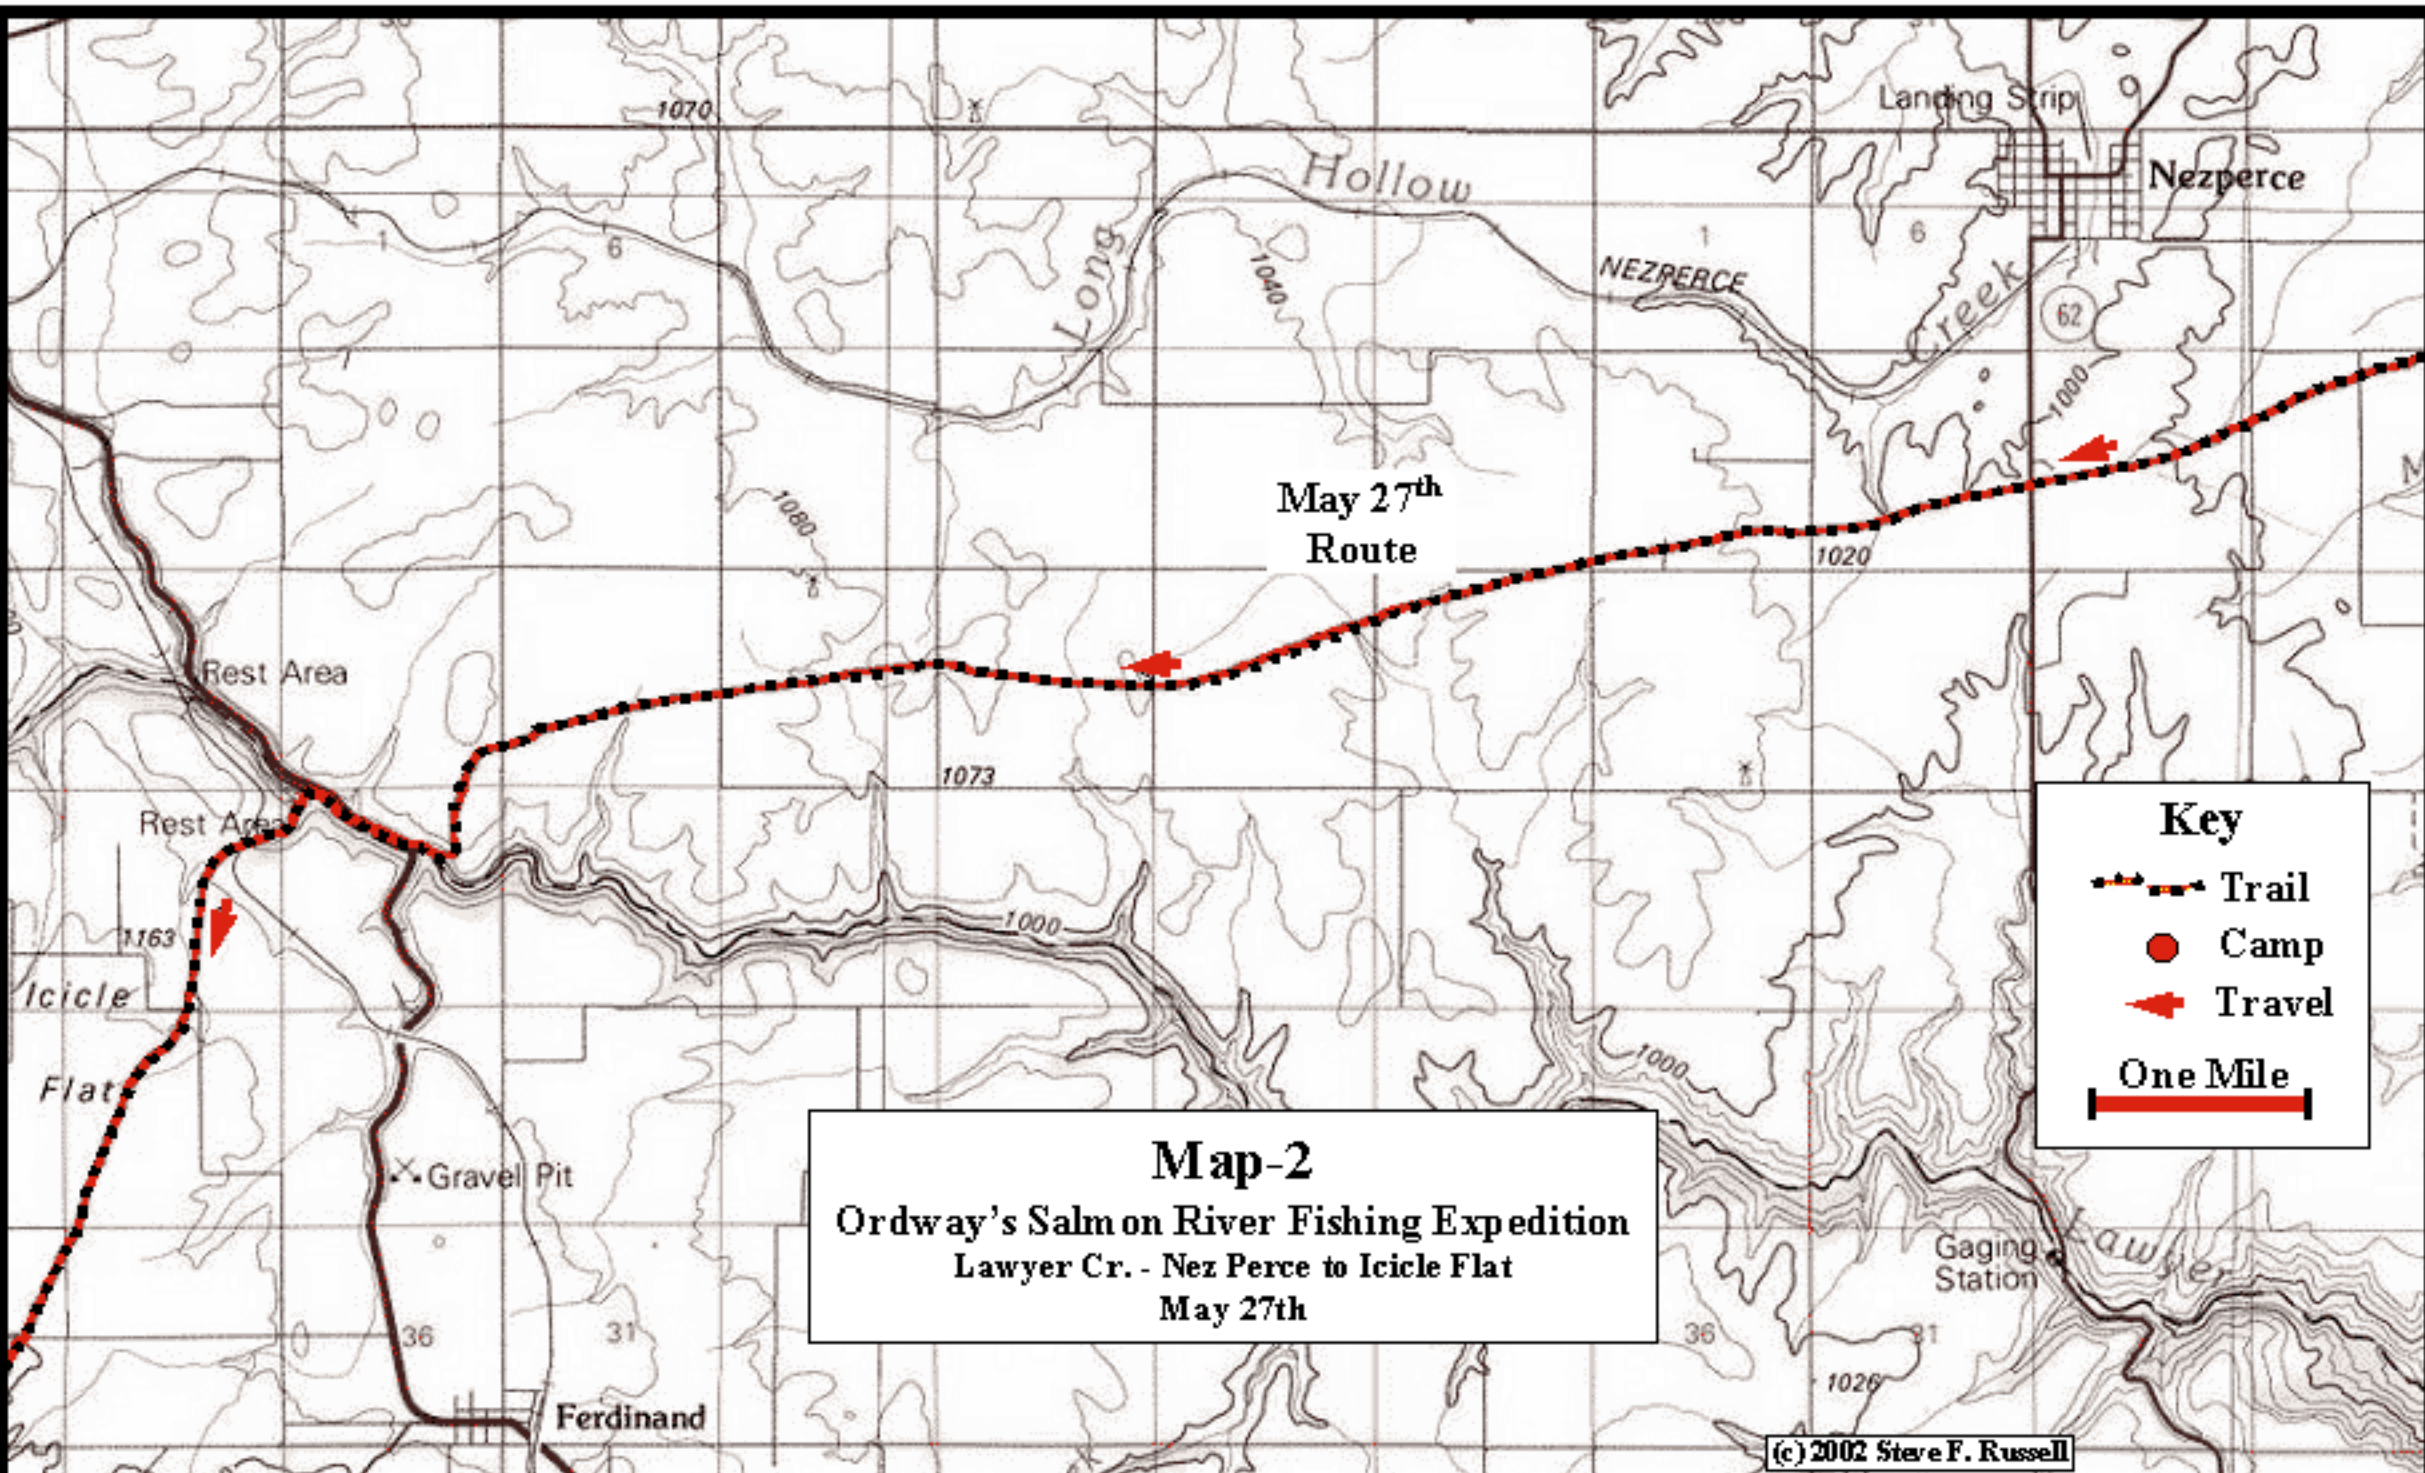 1070
Landing Strip
Hollow
Nezperce
1
6
Long
1040
NEZPERCE
1
6
Creek
62
1000
May 27th
Route
1080
1020
Rest Area
1073
Rest Area
1163
1000
Icicle
Flat
1000
Gravel Pit
Key
Trail
Camp
Travel
One Mile
Map-2
Ordway's Salmon River Fishing Expedition
Lawyer Cr. - Nez Perce to Icicle Flat
May 27th
Gaging
Station
Lawyer
36
31
36
31
1026
Ferdinand
(c) 2002 Steve F. Russell